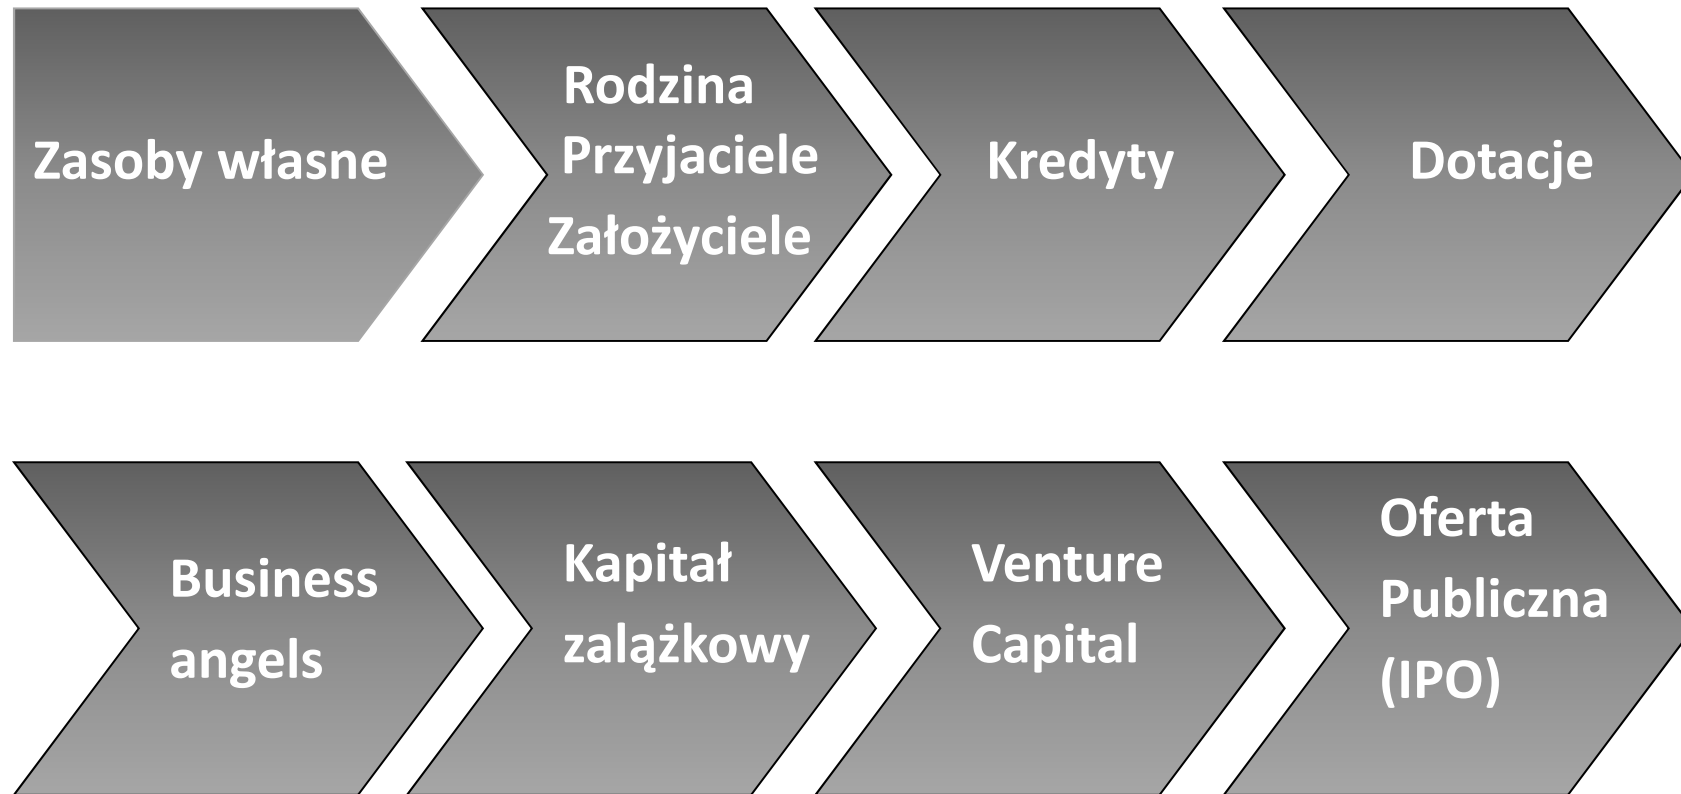 Zasoby własne
Rodzina
Przyjaciele
Założyciele
Kredyty
Dotacje
Business
angels
Kapitał
zalążkowy
Venture
Capital
Oferta
Publiczna
(IPO)